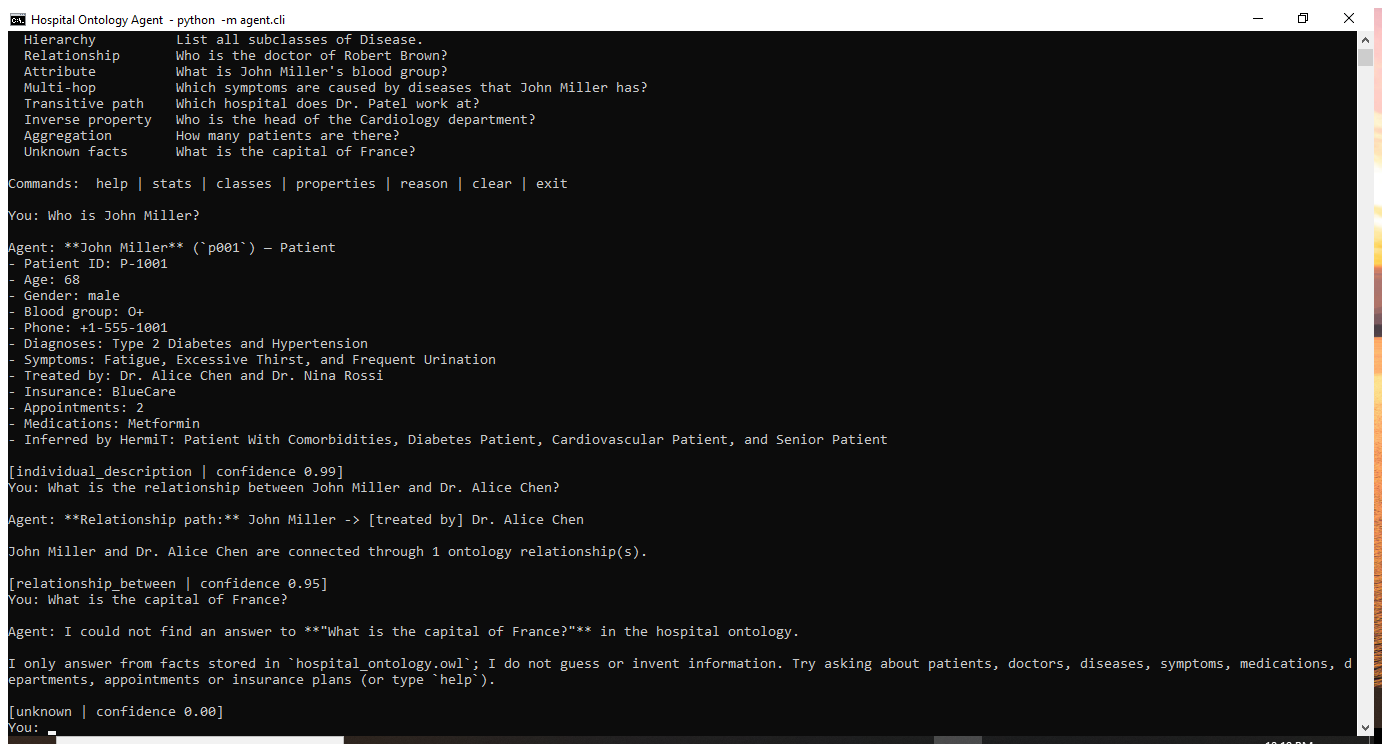 Hospital Ontology Agent - python -m agent.cli
Hierarchy List all subclasses of Disease.
Relationship Who is the doctor of Robert Brown?
Attribute What is John Miller's blood group?
Multi-hop Which symptoms are caused by diseases that John Miller has?
Transitive path Which hospital does Dr. Patel work at?
Inverse property Who is the head of the Cardiology department?
Aggregation How many patients are there?
Unknown facts What is the capital of France?
Commands: help | stats | classes | properties | reason | clear | exit
You: Who is John Miller?
Agent: **John Miller** (`p001`) — Patient
- Patient ID: P-1001
- Age: 68
- Gender: male
- Blood group: O+
- Phone: +1-555-1001
- Diagnoses: Type 2 Diabetes and Hypertension
- Symptoms: Fatigue, Excessive Thirst, and Frequent Urination
- Treated by: Dr. Alice Chen and Dr. Nina Rossi
- Insurance: BlueCare
- Appointments: 2
- Medications: Metformin
- Inferred by HermiT: Patient With Comorbidities, Diabetes Patient, Cardiovascular Patient, and Senior Patient
[individual_description | confidence 0.99]
You: What is the relationship between John Miller and Dr. Alice Chen?
Agent: **Relationship path:** John Miller -> [treated by] Dr. Alice Chen
John Miller and Dr. Alice Chen are connected through 1 ontology relationship(s).
[relationship_between | confidence 0.95]
You: What is the capital of France?
Agent: I could not find an answer to **"What is the capital of France?"** in the hospital ontology.
I only answer from facts stored in `hospital_ontology.owl`; I do not guess or invent information. Try asking about patients, doctors, diseases, symptoms, medications, d
epartments, appointments or insurance plans (or type `help`).
[unknown | confidence 0.00]
You: